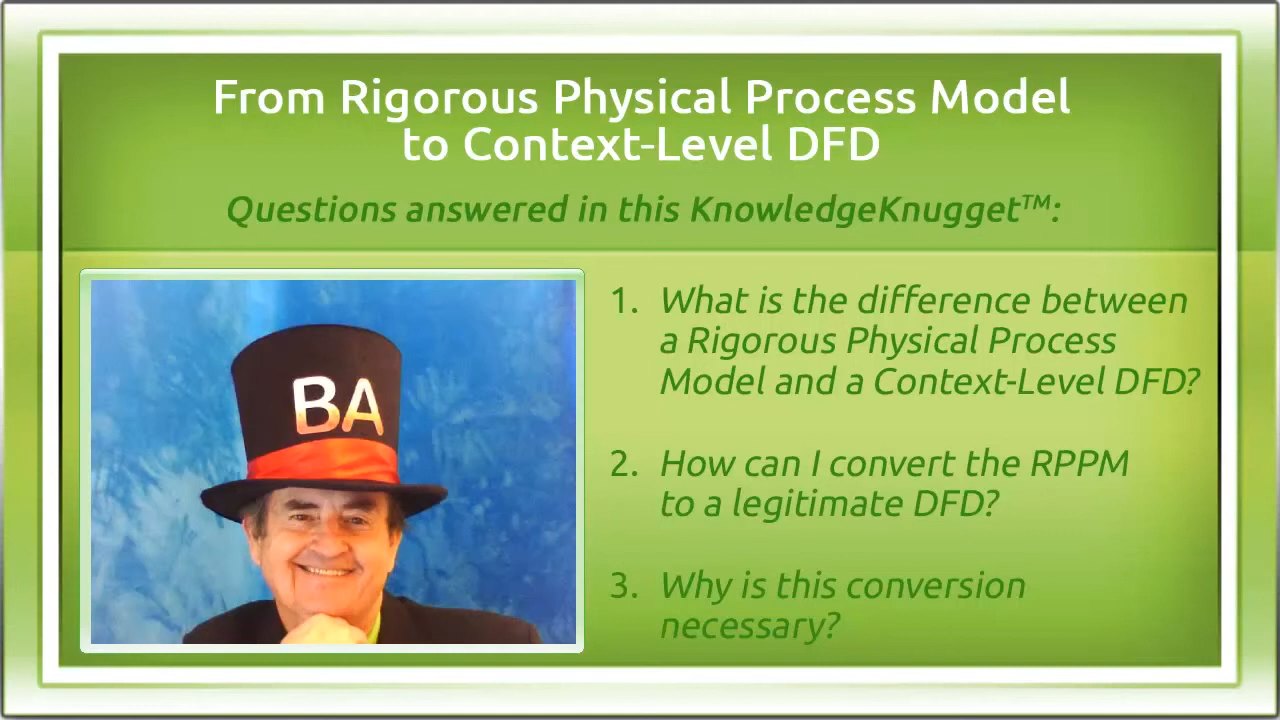 From Rigorous Physical Process Model
to Context-Level DFD
Questions answered in this KnowledgeKnugget™:
BA
1. What is the difference between
a Rigorous Physical Process
Model and a Context-Level DFD?
2. How can I convert the RPPM
to a legitimate DFD?
3. Why is this conversion
necessary?